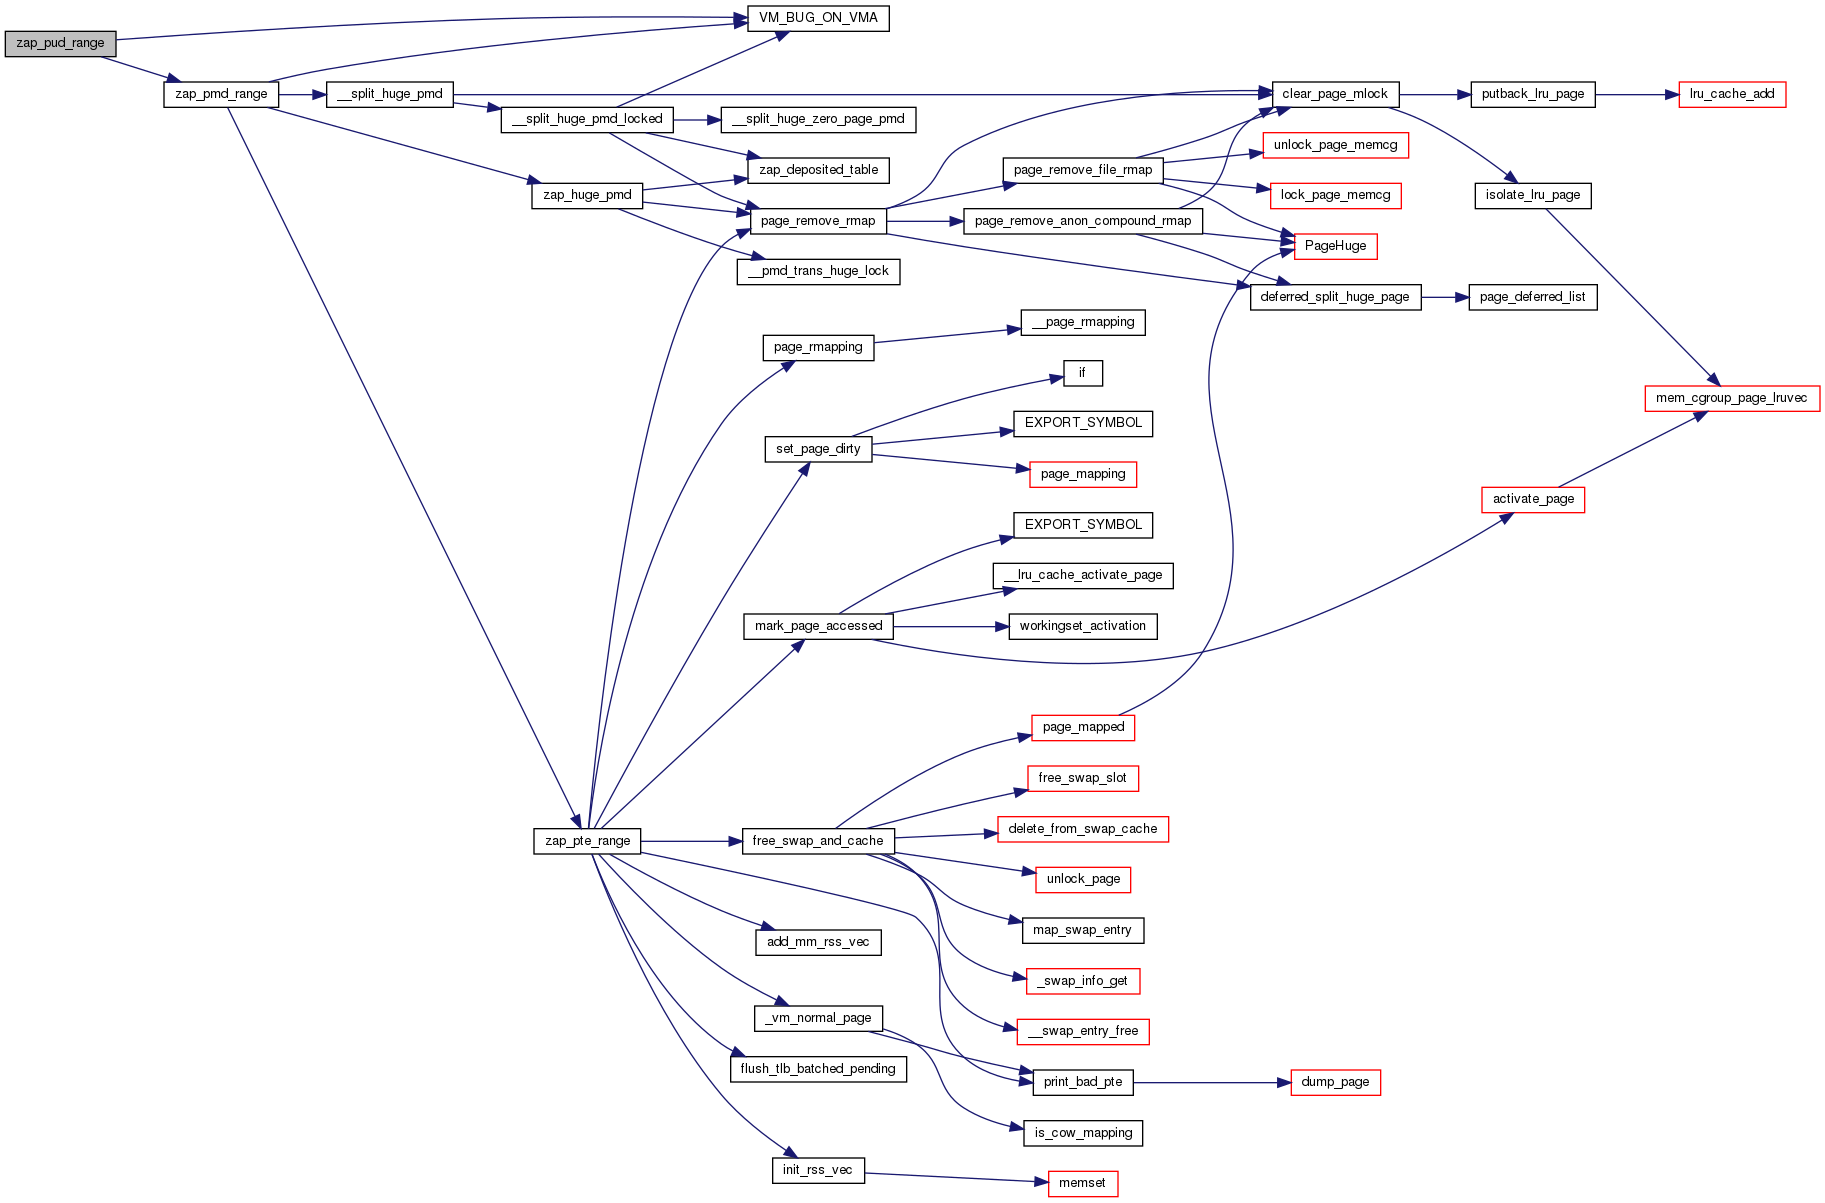 VM_BUG_ON_VMA
zap_pud_range
zap_pmd_range
__split_huge_pmd
clear_page_mlock
putback_lru_page
lru_cache_add
__split_huge_pmd_locked
__split_huge_zero_page_pmd
unlock_page_memcg
zap_deposited_table
page_remove_file_rmap
zap_huge_pmd
lock_page_memcg
isolate_lru_page
page_remove_rmap
page_remove_anon_compound_rmap
PageHuge
__pmd_trans_huge_lock
deferred_split_huge_page
page_deferred_list
__page_rmapping
page_rmapping
if
mem_cgroup_page_lruvec
EXPORT_SYMBOL
set_page_dirty
page_mapping
activate_page
EXPORT_SYMBOL
__lru_cache_activate_page
mark_page_accessed
workingset_activation
page_mapped
free_swap_slot
delete_from_swap_cache
zap_pte_range
free_swap_and_cache
unlock_page
map_swap_entry
add_mm_rss_vec
_swap_info_get
_vm_normal_page
__swap_entry_free
flush_tlb_batched_pending
print_bad_pte
dump_page
is_cow_mapping
init_rss_vec
memset